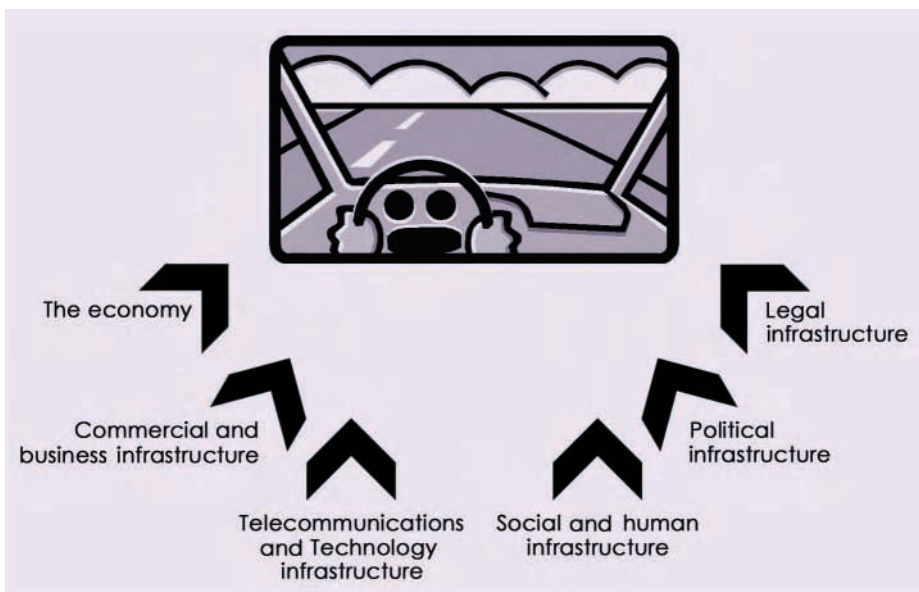 The economy
Commercial and
business infrastructure
Telecommunications
and Technology
infrastructure
Social and human
infrastructure
Political
infrastructure
Legal
infrastructure